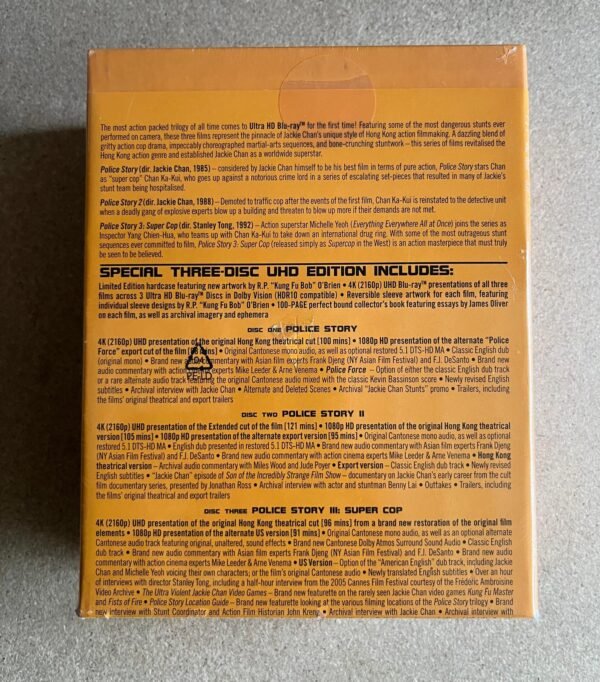 The most action packed trilogy of all time comes to Ultra HD Blu-ray™ for the first time! Featuring some of the most dangerous stunts ever
performed on camera, these three films represent the pinnacle of Jackie Chan's unique style of Hong Kong action filmmaking. A dazzling blend of
gritty action cop drama, impeccably choreographed martial-arts sequences, and bone-crunching stuntwork – this series of films revitalised the
Hong Kong action genre and established Jackie Chan as a worldwide superstar.
Police Story (dir. Jackie Chan, 1985) – considered by Jackie Chan himself to be his best film in terms of pure action, Police Story stars Chan
as "super cop" Chan Ka-Kui, who goes up against a notorious crime lord in a series of escalating set-pieces that resulted in many of Jackie's
stunt team being hospitalised.
Police Story 2 (dir. Jackie Chan, 1988) – Demoted to traffic cop after the events of the first film, Chan Ka-Kui is reinstated to the detective unit
when a deadly gang of explosive experts blow up a building and threaten to blow up more if their demands are not met.
Police Story 3: Super Cop (dir. Stanley Tong, 1992) – Action superstar Michelle Yeoh (Everything Everywhere All at Once) joins the series as
Inspector Yang Chien-Hua, who teams up with Chan Ka-Kui to take down an international drug ring. With some of the most outrageous stunt
sequences ever committed to film, Police Story 3: Super Cop (released simply as Supercop in the West) is an action masterpiece that must truly
be seen to be believed.
SPECIAL THREE-DISC UHD EDITION INCLUDES:
Limited Edition hardcase featuring new artwork by R.P. "Kung Fu Bob" O'Brien • 4K (2160p) UHD Blu-ray™ presentations of all three
films across 3 Ultra HD Blu-ray™ Discs in Dolby Vision (HDR10 compatible) • Reversible sleeve artwork for each film, featuring
individual sleeve designs by R.P. "Kung Fu Bob" O'Brien • 100-PAGE perfect bound collector's book featuring essays by James Oliver
on each film, as well as archival imagery and ephemera
DISC ONE POLICE STORY
4K (2160p) UHD presentation of the original Hong Kong theatrical cut [100 mins] • 1080p HD presentation of the alternate "Police
Force" export cut of the film [ mins] • Original Cantonese mono audio, as well as optional restored 5.1 DTS-HD MA • Classic English dub
(original mono) • Brand new audio commentary with Asian film experts Frank Djeng (NY Asian Film Festival) and F.J. DeSanto • Brand new
audio commentary with action experts Mike Leeder & Arne Venema • Police Force – Option of either the classic English dub track
or a rare alternate audio track featuring the original Cantonese audio mixed with the classic Kevin Bassinson score • Newly revised English
subtitles • Archival interview with Jackie Chan • Alternate and Deleted Scenes • Archival "Jackie Chan Stunts" promo • Trailers, including
the films' original theatrical and export trailers
04
PE-LD
DISC TWO POLICE STORY II
4K (2160p) UHD presentation of the Extended cut of the film [121 mins] • 1080p HD presentation of the original Hong Kong theatrical
version [105 mins] • 1080p HD presentation of the alternate export version [95 mins] • Original Cantonese mono audio, as well as optional
restored 5.1 DTS-HD MA • English dub presented in restored 5.1 DTS-HD MA • Brand new audio commentary with Asian film experts Frank Djeng
(NY Asian Film Festival) and F.J. DeSanto • Brand new audio commentary with action cinema experts Mike Leeder & Arne Venema • Hong Kong
theatrical version – Archival audio commentary with Miles Wood and Jude Poyer • Export version – Classic English dub track • Newly revised
English subtitles • "Jackie Chan" episode of Son of the Incredibly Strange Film Show – documentary on Jackie Chan's early career from the cult
film documentary series, presented by Jonathan Ross • Archival interview with actor and stuntman Benny Lai • Outtakes • Trailers, including
the films' original theatrical and export trailers
DISC THREE POLICE STORY III: SUPER COP
4K (2160p) UHD presentation of the original Hong Kong theatrical cut [96 mins] from a brand new restoration of the original film
elements • 1080p HD presentation of the alternate US version [91 mins] • Original Cantonese mono audio, as well as an optional alternate
Cantonese audio track featuring original, unaltered, sound effects • Brand new Cantonese Dolby Atmos Surround Sound Audio • Classic English
dub track • Brand new audio commentary with Asian film experts Frank Djeng (NY Asian Film Festival) and F.J. DeSanto • Brand new audio
commentary with action cinema experts Mike Leeder & Arne Venema • US Version – Option of the "American English" dub track, including Jackie
Chan and Michelle Yeoh voicing their own characters; or the film's original Cantonese audio • Newly translated English subtitles • Over an hour
of interviews with director Stanley Tong, including a half-hour interview from the 2005 Cannes Film Festival courtesy of the Frédéric Ambroisine
Video Archive • The Ultra Violent Jackie Chan Video Games – Brand new featurette on the rarely seen Jackie Chan video games Kung Fu Master
and Fists of Fire • Police Story Location Guide – Brand new featurette looking at the various filming locations of the Police Story trilogy • Brand
new interview with Stunt Coordinator and Action Film Historian John Kreng • Archival interview with Jackie Chan • Archival interview with